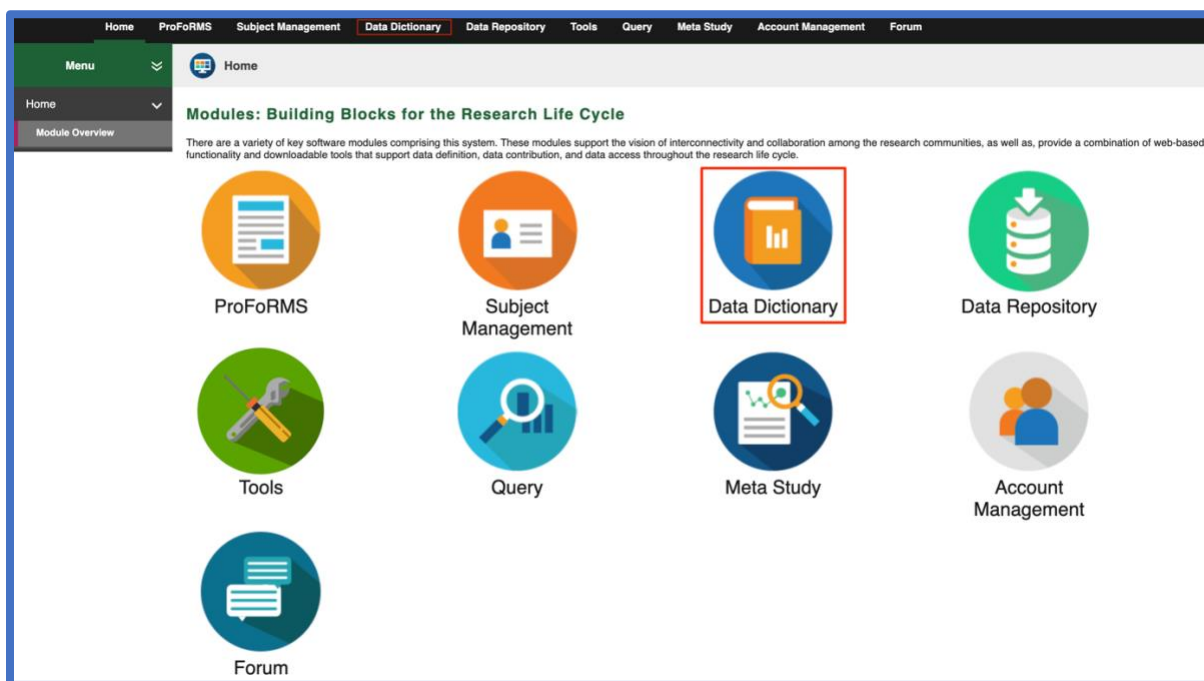 Home ProFoRMS Subject Management Data Dictionary Data Repository Tools Query Meta Study Account Management Forum
Menu
Home
Home
Module Overview
Modules: Building Blocks for the Research Life Cycle
There are a variety of key software modules comprising this system. These modules support the vision of interconnectivity and collaboration among the research communities, as well as, provide a combination of web-based
functionality and downloadable tools that support data definition, data contribution, and data access throughout the research life cycle.
ProFoRMS
Subject
Management
Data Dictionary
Data Repository
Tools
Query
Meta Study
Account
Management
Forum